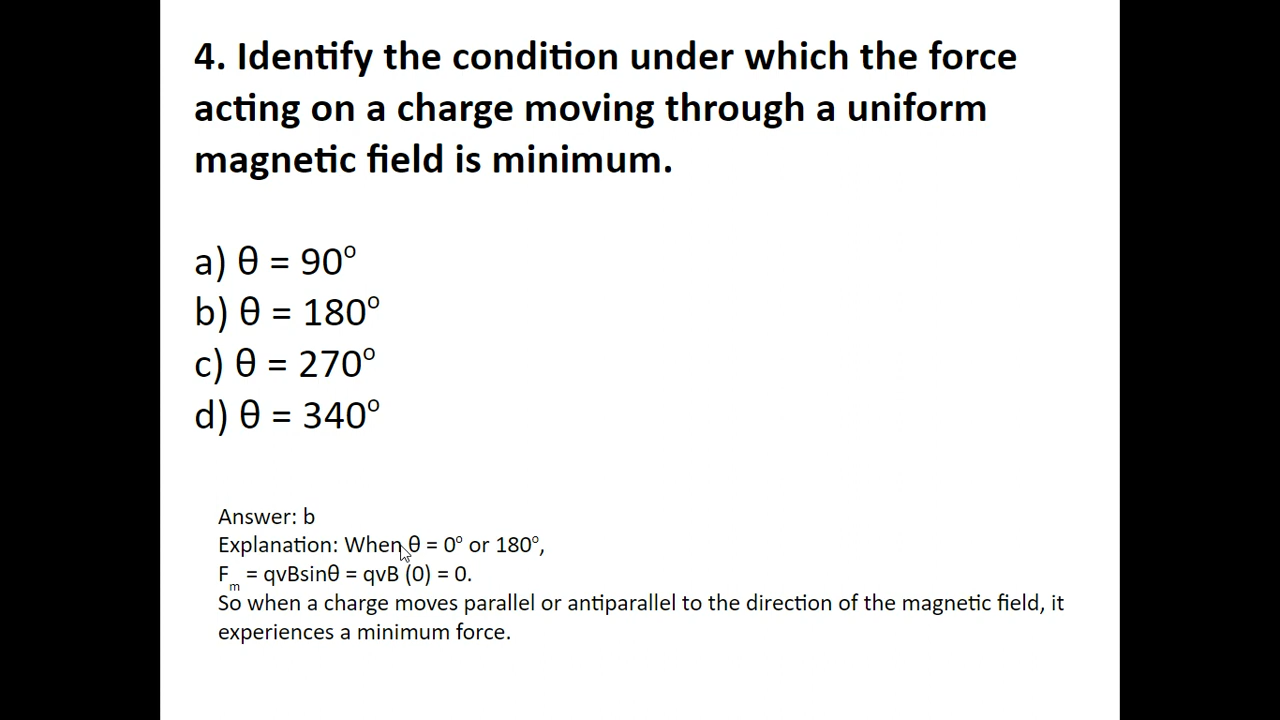 4. Identify the condition under which the force
acting on a charge moving through a uniform
magnetic field is minimum.
a) θ = 90°
b) θ = 180°
c) θ = 270°
d) θ = 340°
Answer: b
Explanation: When θ = 0° or 180°,
Fₘ = qvBsinθ = qvB (0) = 0.
So when a charge moves parallel or antiparallel to the direction of the magnetic field, it
experiences a minimum force.